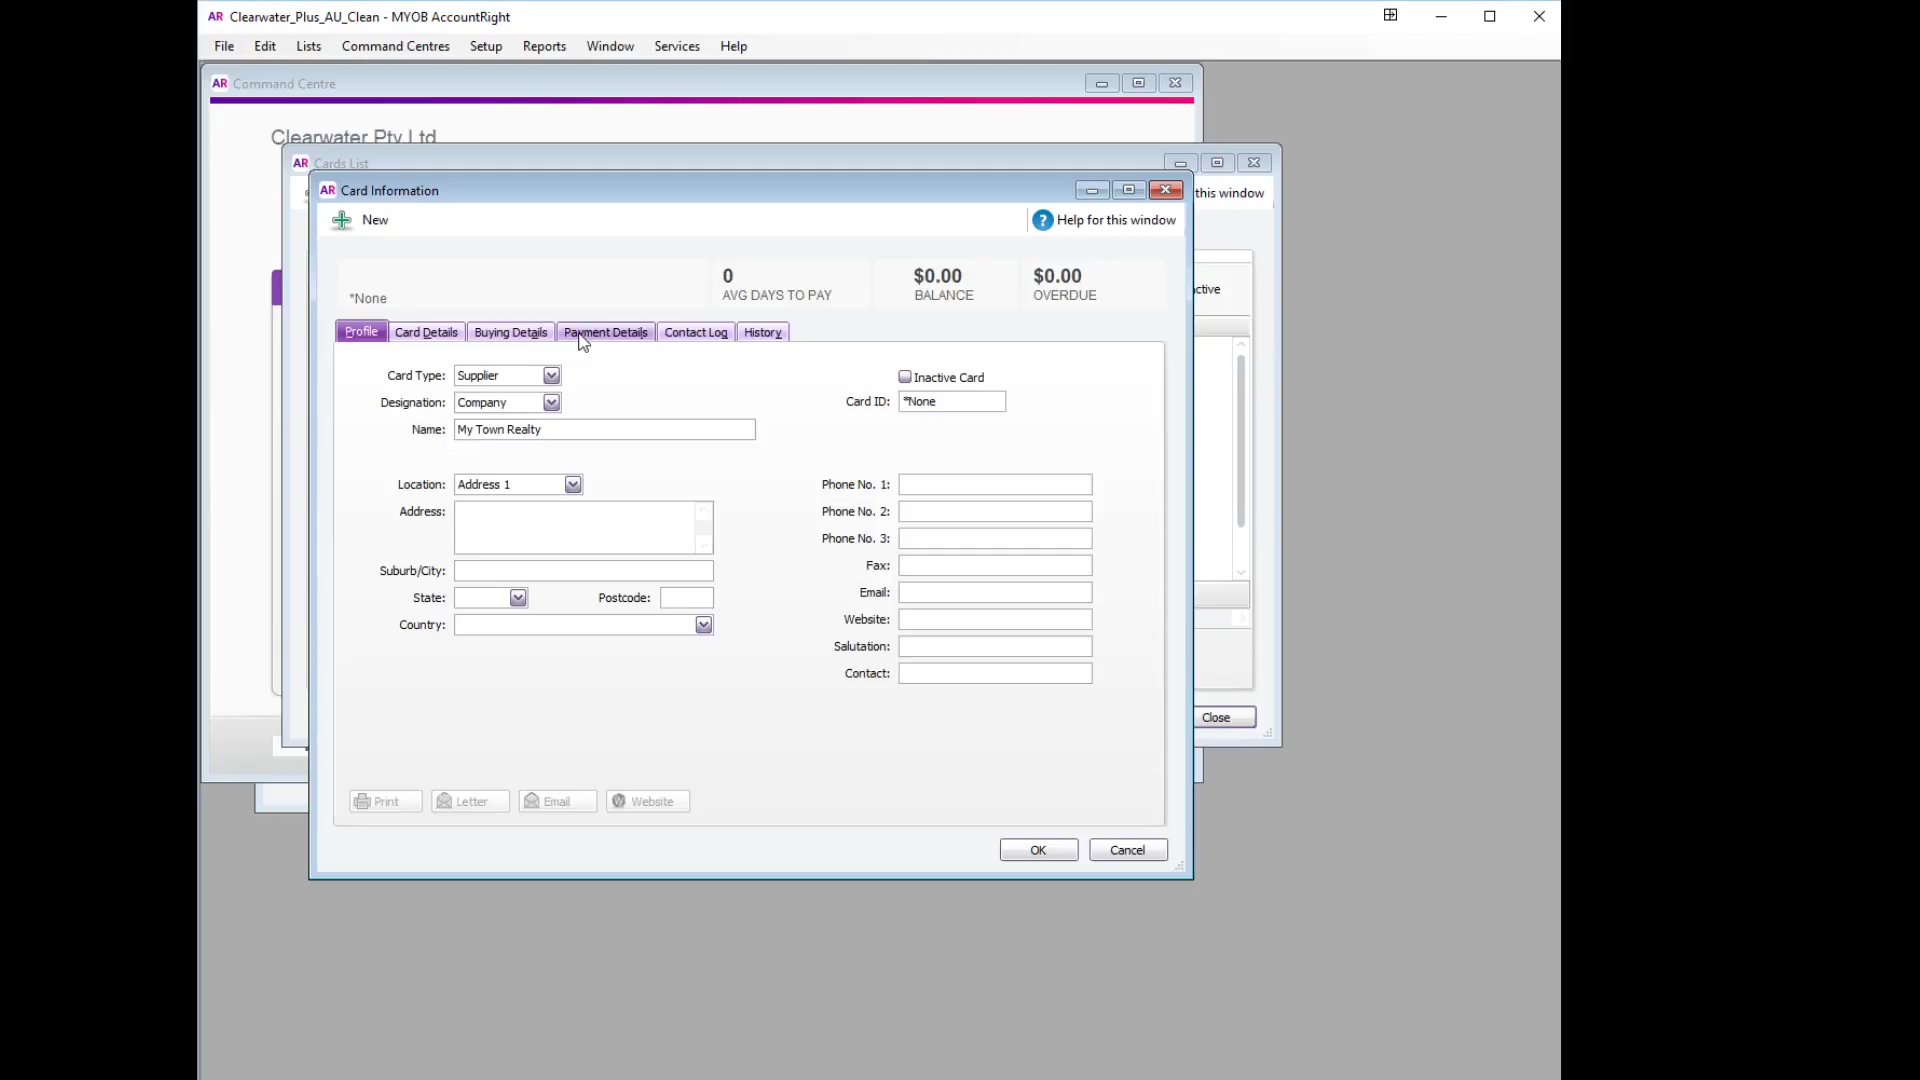 AR Clearwater_Plus_AU_Clean - MYOB AccountRight
File Edit Lists Command Centres Setup Reports Window Services Help
AR Command Centre
Clearwater Pty Ltd
AR Cards List
AR Card Information
this window
New
? Help for this window
*None
0
AVG DAYS TO PAY
$0.00
BALANCE
$0.00
OVERDUE
Profile Card Details Buying Details Payment Details Contact Log History
Card Type: Supplier
Inactive Card
Designation: Company
Card ID: *None
Name: My Town Realty
Location: Address 1
Phone No. 1:
Address:
Phone No. 2:
Phone No. 3:
Fax:
Suburb/City:
Email:
State:
Postcode:
Website:
Country:
Salutation:
Contact:
Close
Print Letter Email Website
OK Cancel